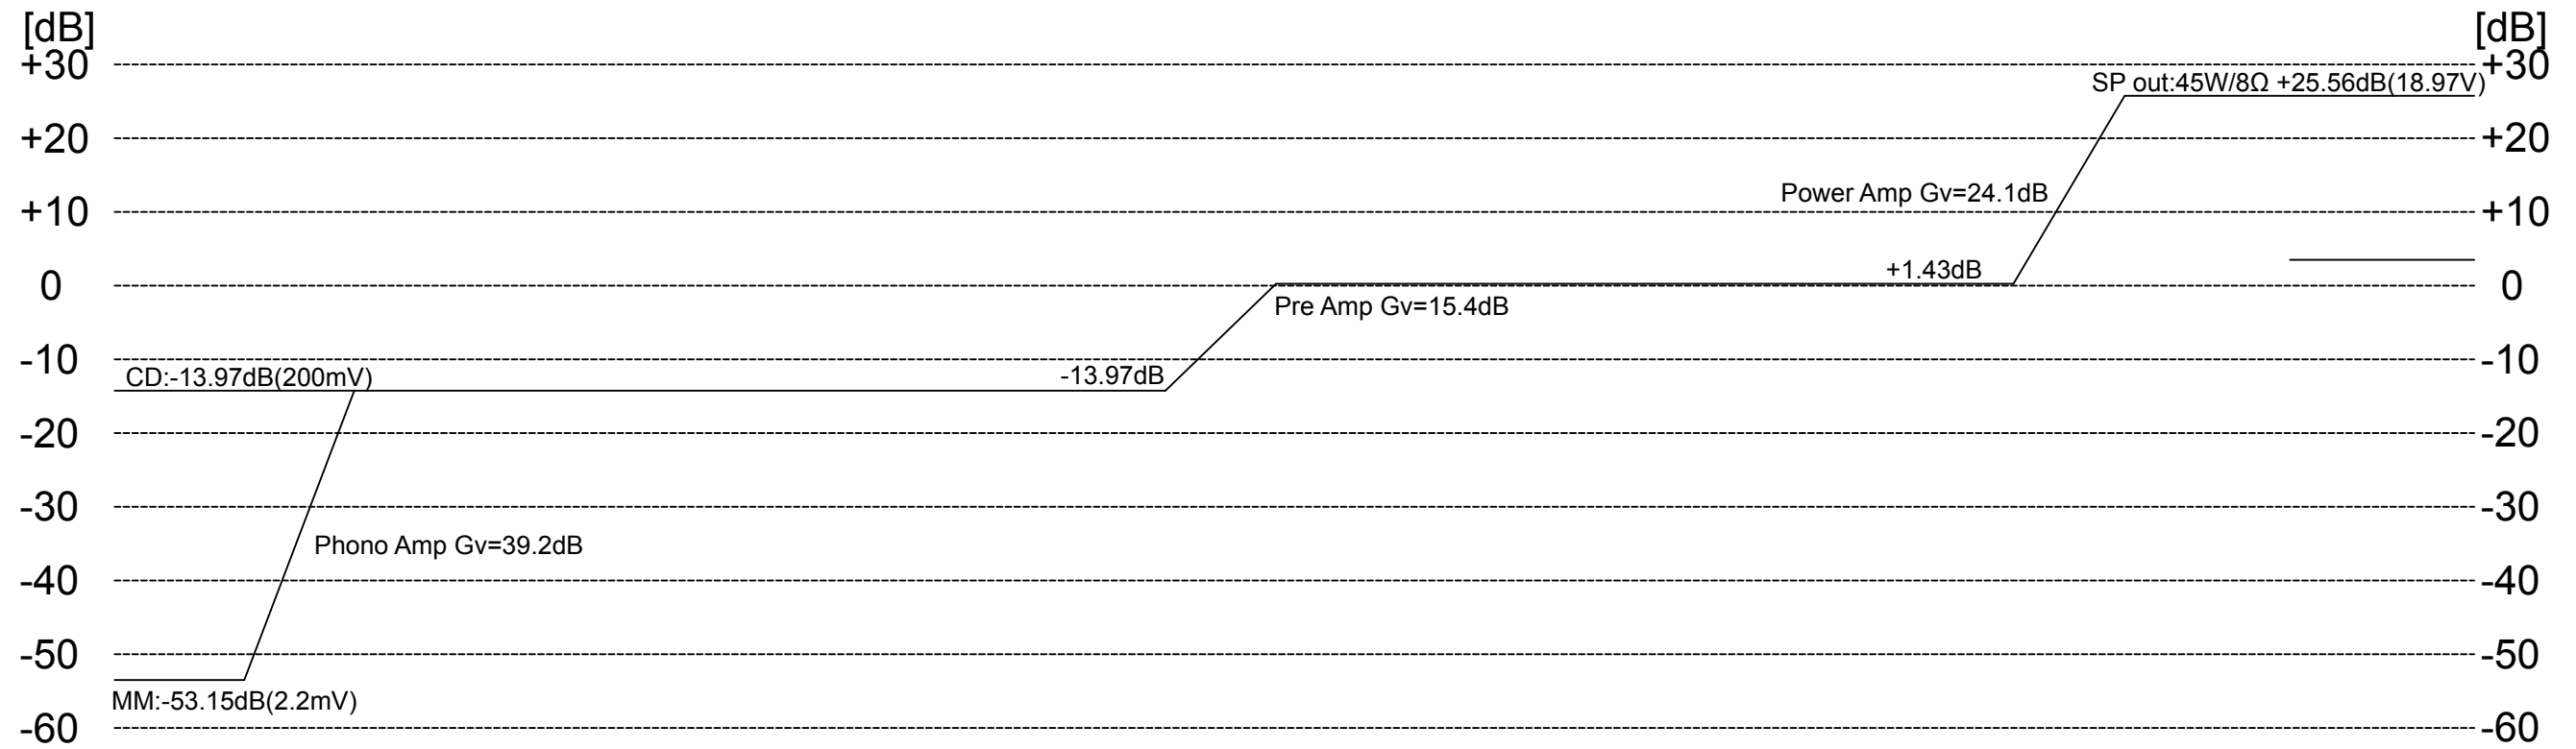 [dB] [dB]
+30 +30
SP out:45W/8Ω +25.56dB(18.97V)
+20 +20
Power Amp Gv=24.1dB
+10 +10
+1.43dB
0 0
Pre Amp Gv=15.4dB
-10 -10
CD:-13.97dB(200mV) -13.97dB
-20 -20
-30 -30
Phono Amp Gv=39.2dB
-40 -40
-50 -50
MM:-53.15dB(2.2mV)
-60 -60